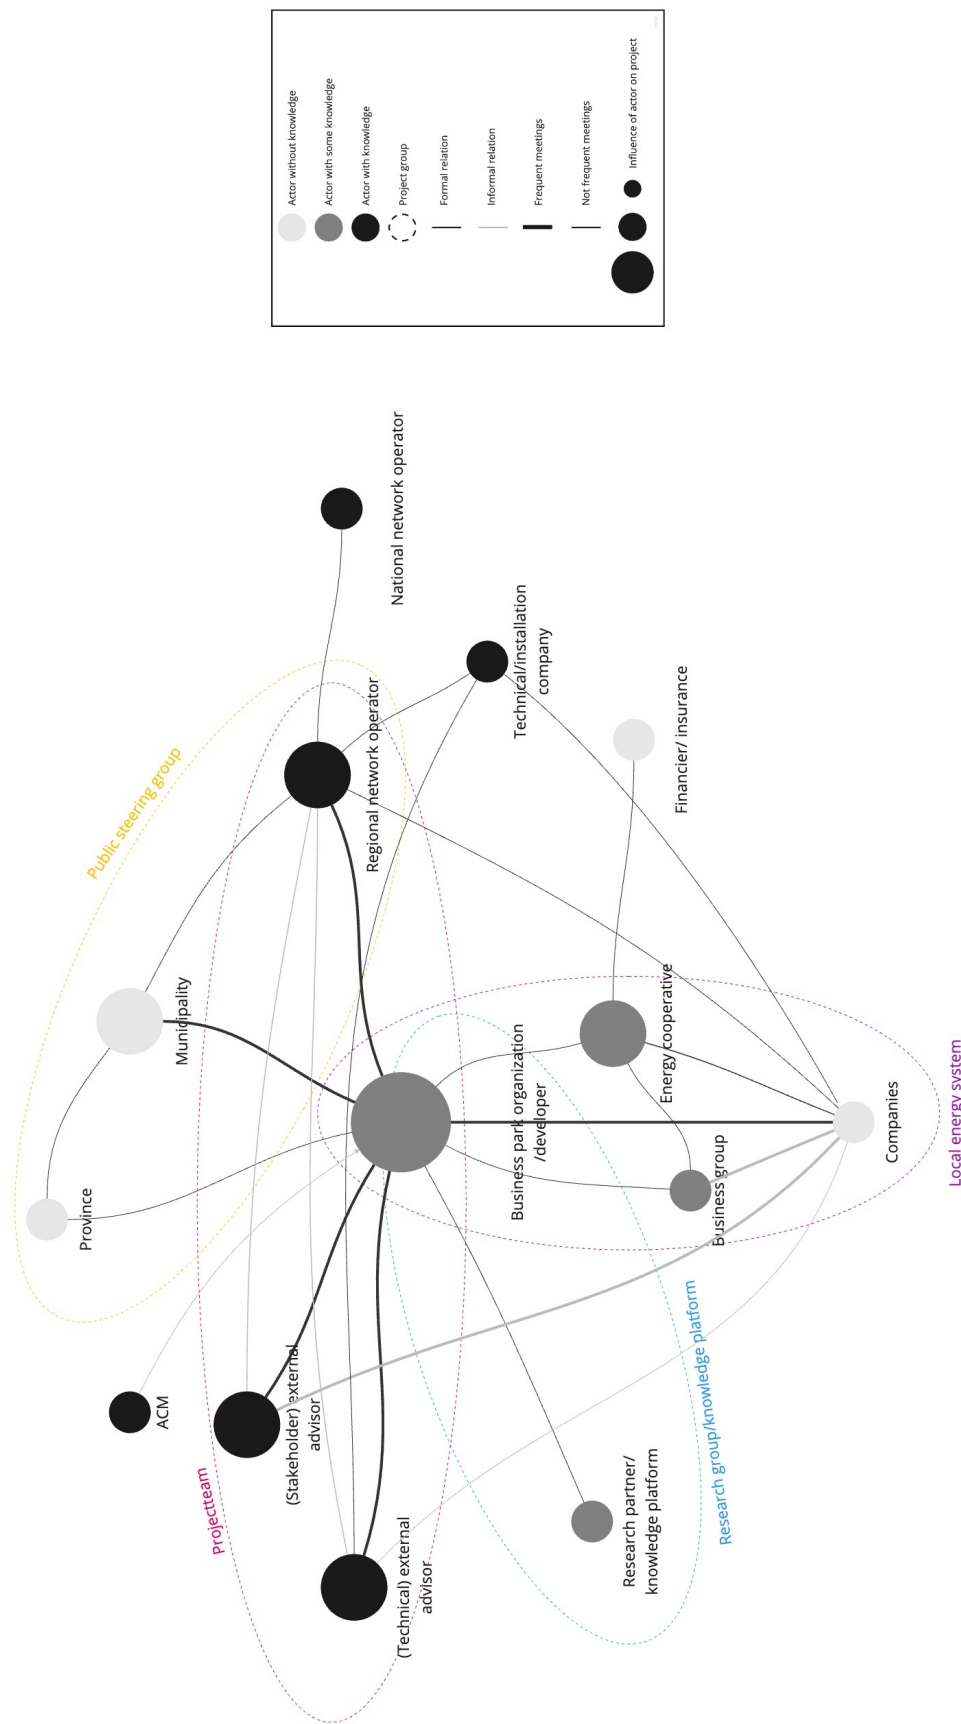 Public steering group
Province
Municipality
ACM
Projectteam
(Stakeholder) external
advisor
(Technical) external
advisor
Regional network operator
National network operator
Technical/installation
company
Business park organization
/developer
Financier/ insurance
Energy cooperative
Business group
Research partner/
knowledge platform
Research group/knowledge platform
Companies
Local energy system
Actor without knowledge
Actor with some knowledge
Actor with knowledge
Project group
Formal relation
Informal relation
Frequent meetings
Not frequent meetings
Influence of actor on project